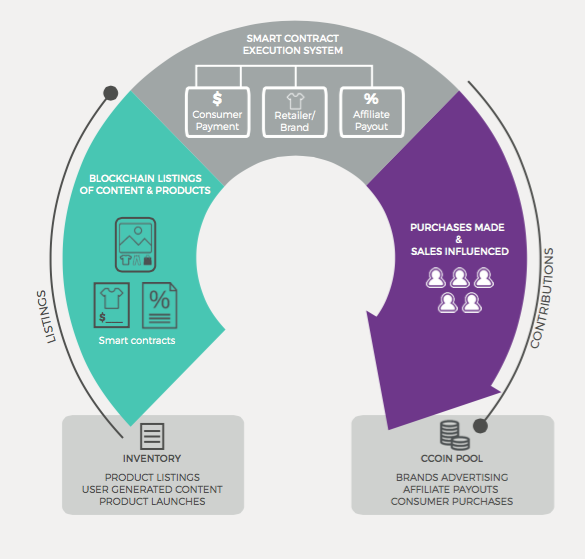 SMART CONTRACT
EXECUTION SYSTEM
$
Consumer
Payment
Retailer/
Brand
%
Affiliate
Payout
BLOCKCHAIN LISTINGS
OF CONTENT & PRODUCTS
$
%
Smart contracts
PURCHASES MADE
&
SALES INFLUENCED
LISTINGS
CONTRIBUTIONS
INVENTORY
PRODUCT LISTINGS
USER GENERATED CONTENT
PRODUCT LAUNCHES
CCOIN POOL
BRANDS ADVERTISING
AFFILIATE PAYOUTS
CONSUMER PURCHASES